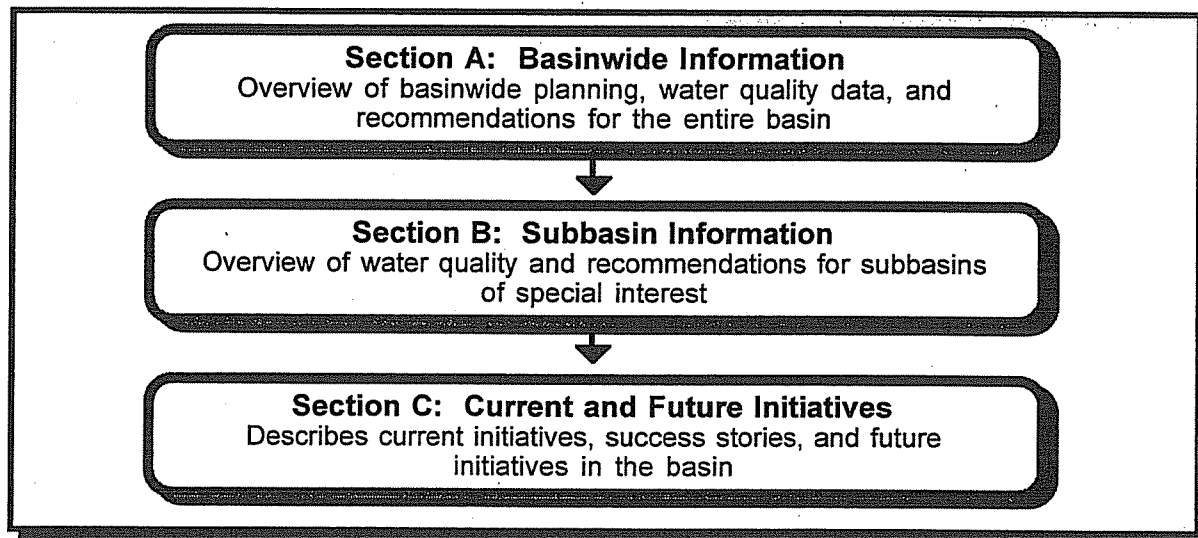 Section A: Basinwide Information
Overview of basinwide planning, water quality data, and
recommendations for the entire basin
Section B: Subbasin Information
Overview of water quality and recommendations for subbasins
of special interest
Section C: Current and Future Initiatives
Describes current initiatives, success stories, and future
initiatives in the basin